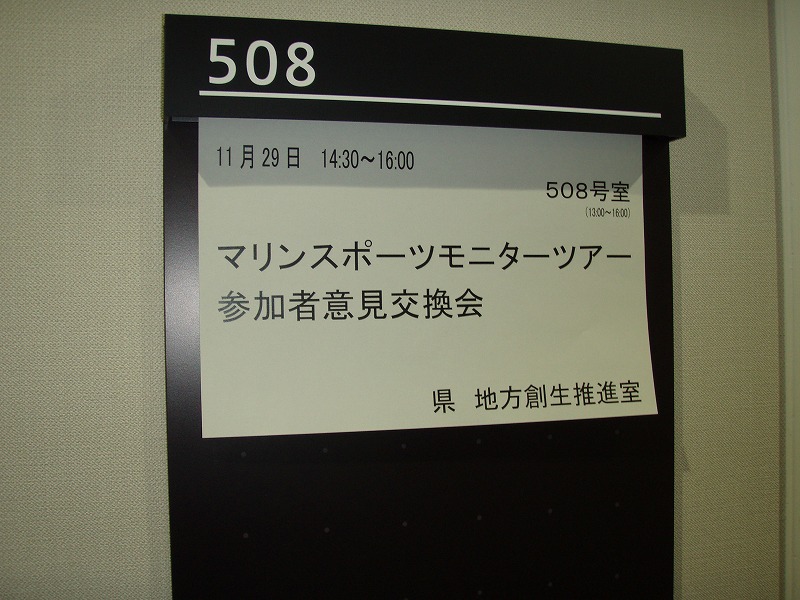 508
11月29日 14:30～16:00
508号室
(13:00～16:00)
マリンスポーツモニターツアー
参加者意見交換会
県 地方創生推進室